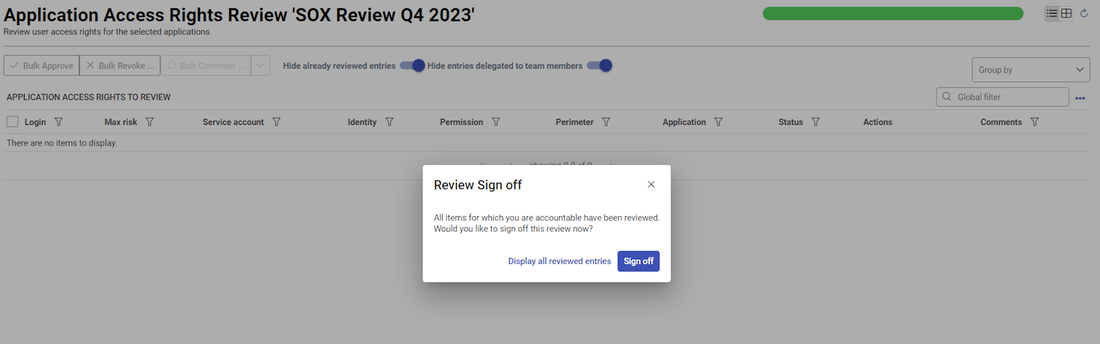 Application Access Rights Review 'SOX Review Q4 2023'
Review user access rights for the selected applications
Bulk Approve Bulk Revoke ... Bulk Comment ... Hide already reviewed entries Hide entries delegated to team members Group by
APPLICATION ACCESS RIGHTS TO REVIEW Global filter
Login Max risk Service account Identity Permission Perimeter Application Status Actions Comments
There are no items to display.
showing 0-0 of 0
Review Sign off
All items for which you are accountable have been reviewed.
Would you like to sign off this review now?
Display all reviewed entries Sign off